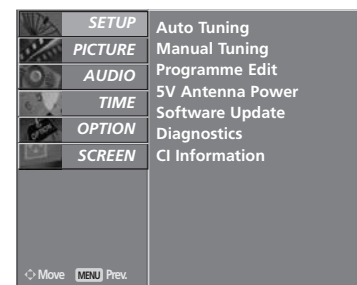 SETUP
PICTURE
AUDIO
TIME
OPTION
SCREEN
Auto Tuning
Manual Tuning
Programme Edit
5V Antenna Power
Software Update
Diagnostics
CI Information
Move MENU Prev.